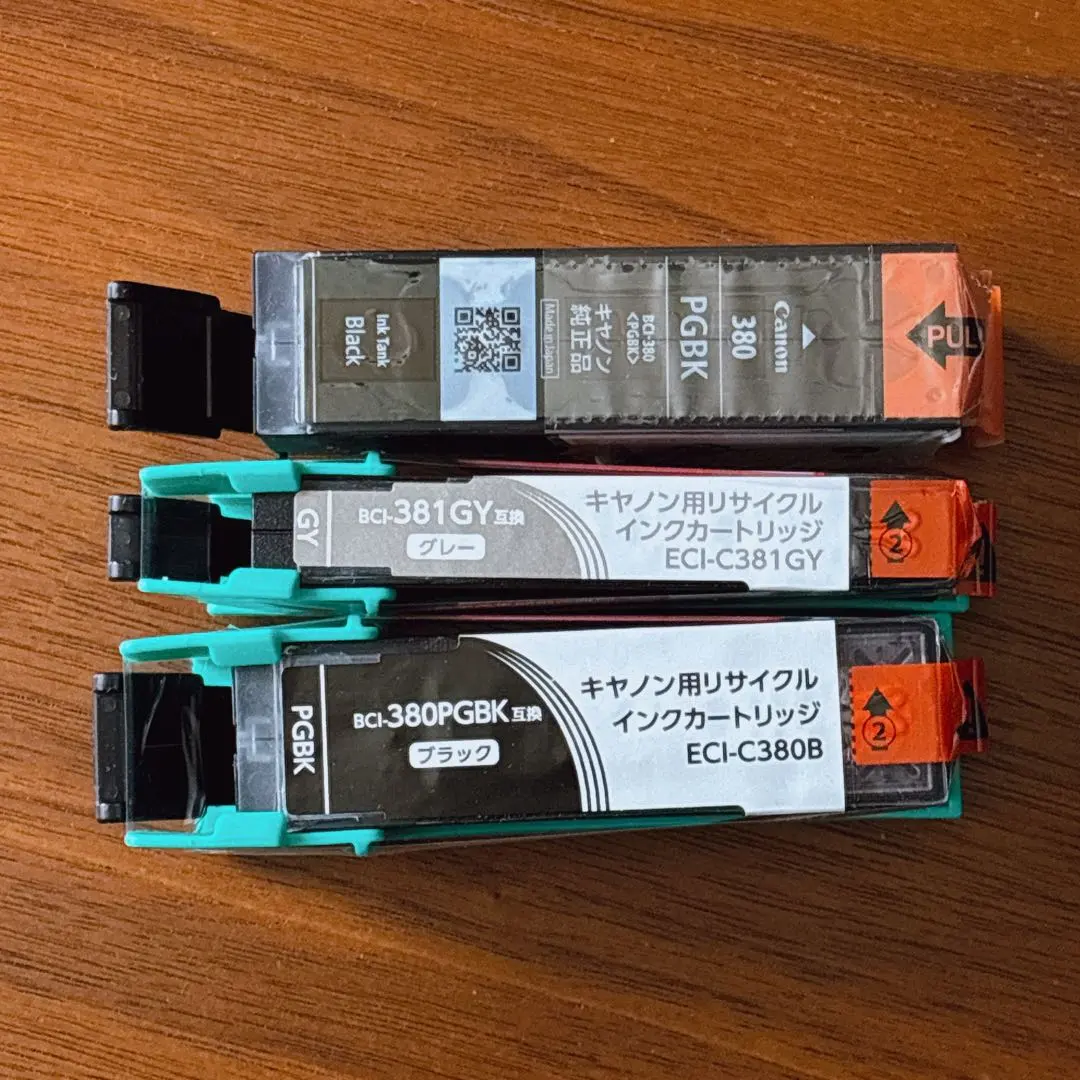 Canon
380
PGBK
BCI-380
<PGBK>
キヤノン
純正品
Made in Japan
Ink Tank
Black
PUL
GY
BCI-381GY互換
グレー
キヤノン用リサイクル
インクカートリッジ
ECI-C381GY
2
PGBK
BCI-380PGBK互換
ブラック
キヤノン用リサイクル
インクカートリッジ
ECI-C380B
2